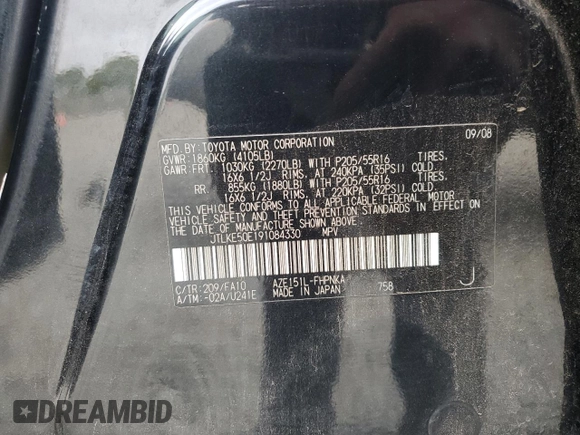 MFD BY: TOYOTA MOTOR CORPORATION 09/08
GVWR: 1860KG (4105LB)
GAWR FRT. 1030KG (2270LB) WITH P205/55R16 TIRES.
16X6 1/2J RIMS. AT 240KPA (35PSI) COLD.
RR. 855KG (1880LB) WITH P205/55R16 TIRES.
16X6 1/2J RIMS. AT 220KPA (32PSI) COLD
THIS VEHICLE CONFORMS TO ALL APPLICABLE FEDERAL MOTOR
VEHICLE SAFETY AND THEFT PREVENTION STANDARDS IN EFFECT ON
THE DATE OF MANUFACTURE SHOWN ABOVE.
JTLKE50E191084330 MPV
C/TR: 209/FA10 AZE151L-FHPNKA
A/TM: -02A/U241E MADE IN JAPAN 758 J
DREAMBID